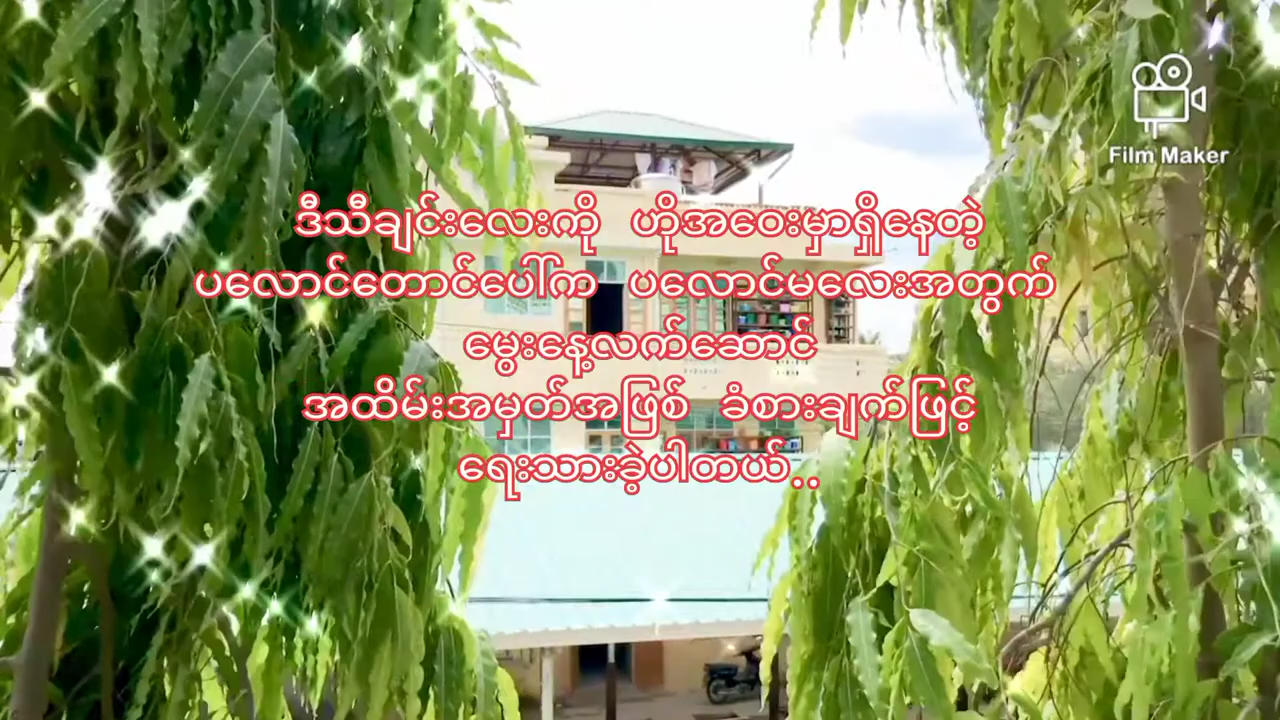 Film Maker
ဒီသီချင်းလေးကို ဟိုအဝေးမှာရှိနေတဲ့
ပလောင်တောင်ပေါ်က ပလောင်မလေးအတွက်
မွေးနေ့လက်ဆောင်
အထိမ်းအမှတ်အဖြစ် ခံစားချက်ဖြင့်
ရေးသားခဲ့ပါတယ်..